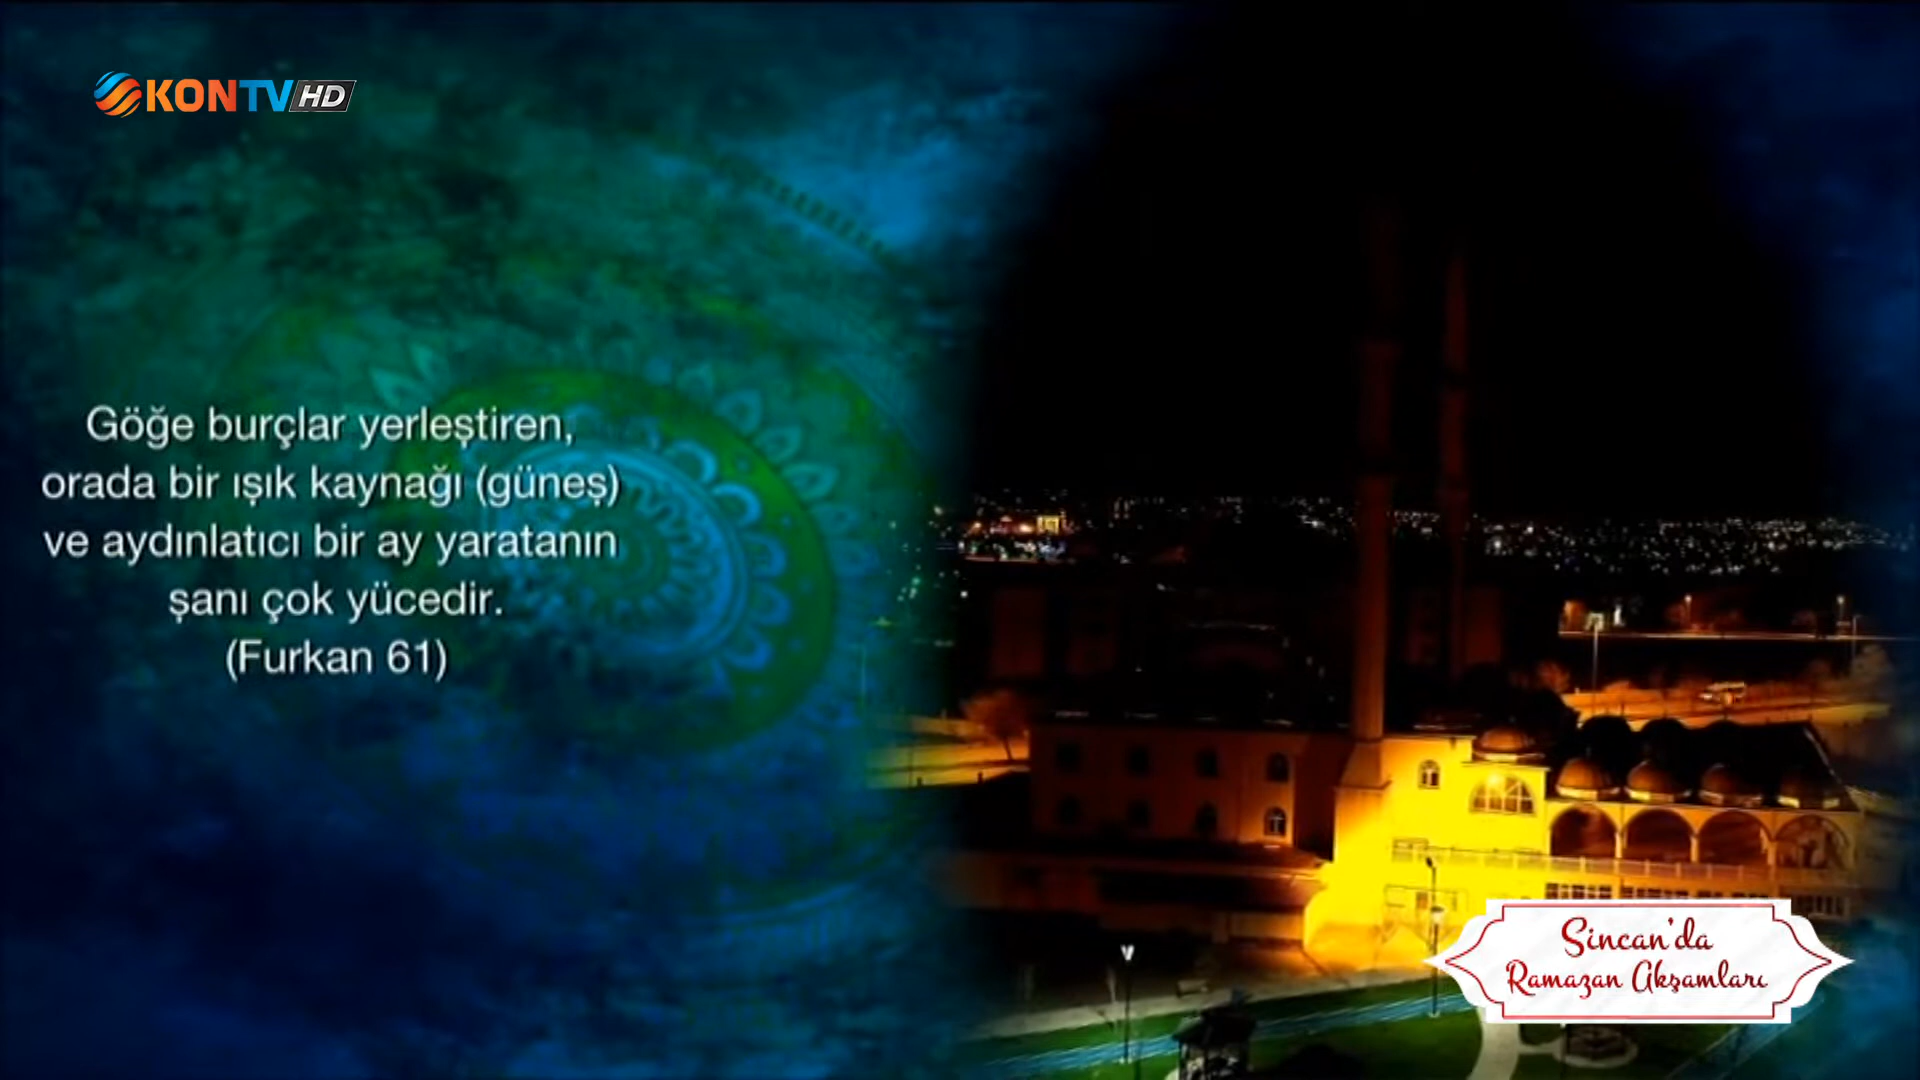 KONTV HD
Göğe burçlar yerleştiren,
orada bir ışık kaynağı (güneş)
ve aydınlatıcı bir ay yaratanın
şanı çok yücedir.
(Furkan 61)
Sincan'da
Ramazan Akşamları